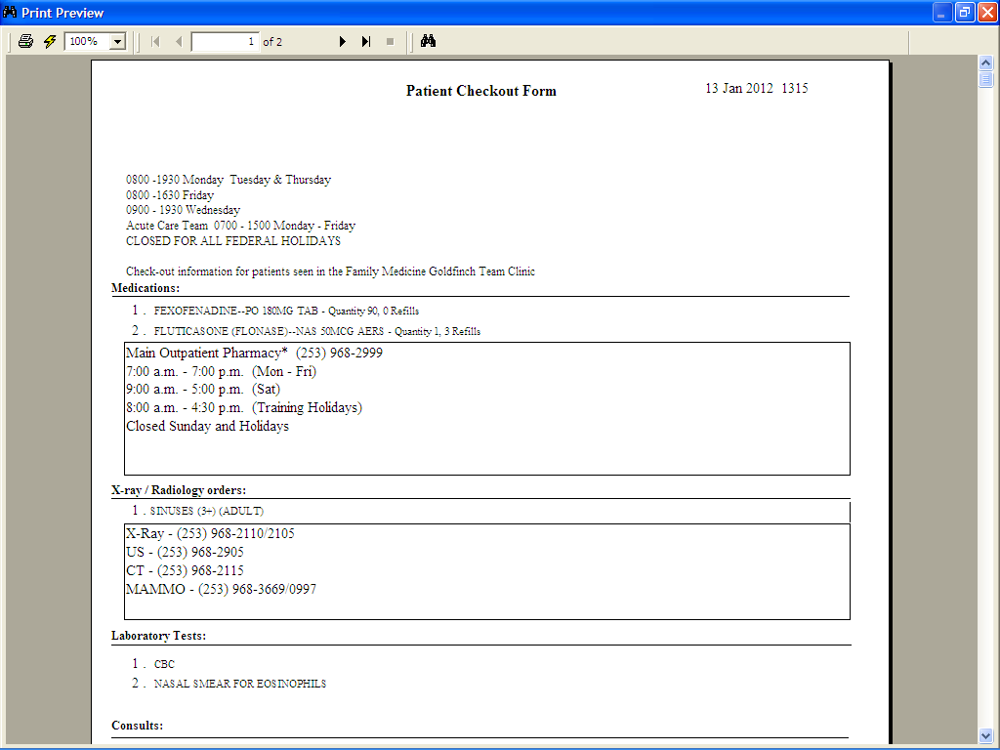 Print Preview
100%
1 of 2
Patient Checkout Form
13 Jan 2012 1315
0800 -1930 Monday Tuesday & Thursday
0800 -1630 Friday
0900 - 1930 Wednesday
Acute Care Team 0700 - 1500 Monday - Friday
CLOSED FOR ALL FEDERAL HOLIDAYS
Check-out information for patients seen in the Family Medicine Goldfinch Team Clinic
Medications:
1 . FEXOFENADINE--PO 180MG TAB - Quantity 90, 0 Refills
2 . FLUTICASONE (FLONASE)--NAS 50MCG AERS - Quantity 1, 3 Refills
Main Outpatient Pharmacy* (253) 968-2999
7:00 a.m. - 7:00 p.m. (Mon - Fri)
9:00 a.m. - 5:00 p.m. (Sat)
8:00 a.m. - 4:30 p.m. (Training Holidays)
Closed Sunday and Holidays
X-ray / Radiology orders:
1 . SINUSES (3+) (ADULT)
X-Ray - (253) 968-2110/2105
US - (253) 968-2905
CT - (253) 968-2115
MAMMO - (253) 968-3669/0997
Laboratory Tests:
1 . CBC
2 . NASAL SMEAR FOR EOSINOPHILS
Consults: